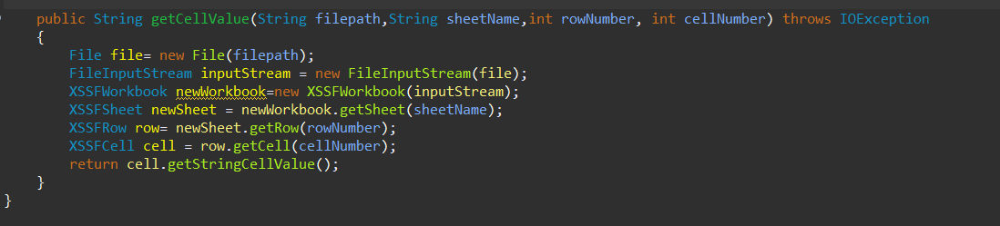 public String getCellValue(String filepath,String sheetName,int rowNumber, int cellNumber) throws IOException
{
File file= new File(filepath);
FileInputStream inputStream = new FileInputStream(file);
XSSFWorkbook newWorkbook=new XSSFWorkbook(inputStream);
XSSFSheet newSheet = newWorkbook.getSheet(sheetName);
XSSFRow row= newSheet.getRow(rowNumber);
XSSFCell cell = row.getCell(cellNumber);
return cell.getStringCellValue();
}
}